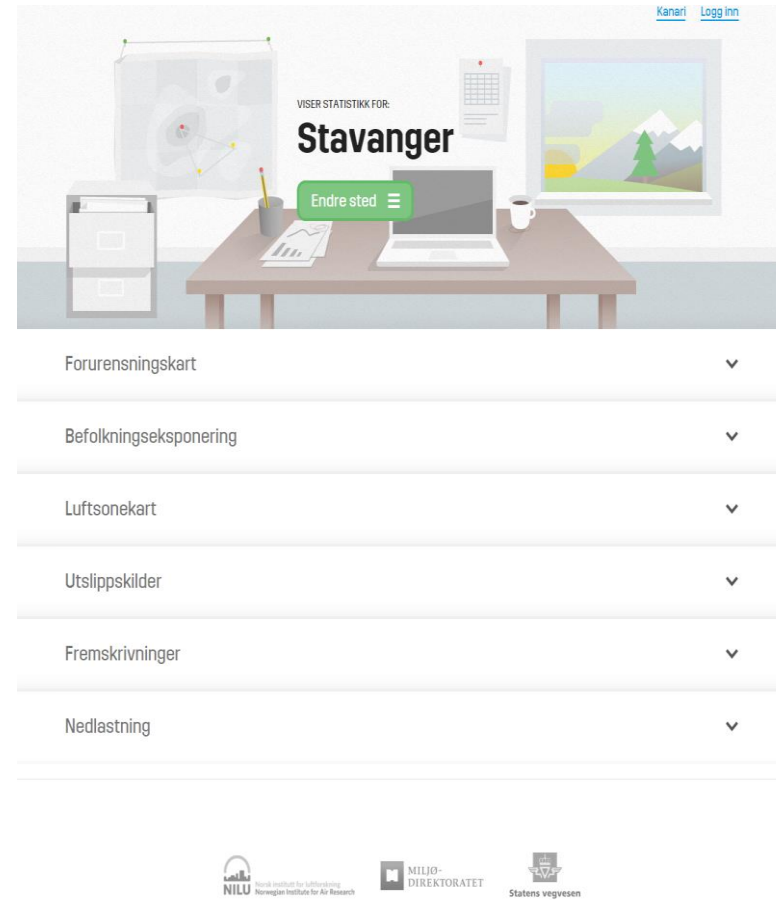 Kanari Logg inn
VISER STATISTIKK FOR:
Stavanger
Endre sted
Forurensningskart
Befolkningseksponering
Luftsonekart
Utslippskilder
Fremskrivninger
Nedlastning
NILU
Norsk institutt for luftforskning
Norwegian Institute for Air Research
MILJØ-
DIREKTORATET
Statens vegvesen